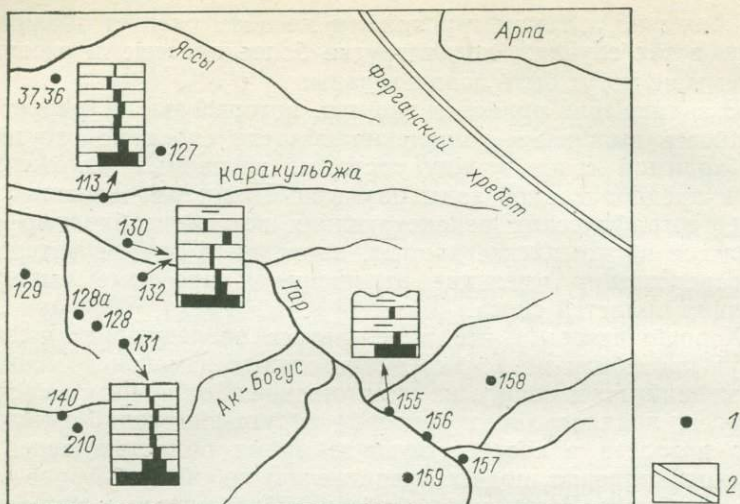 Арпа
Яссы
Ферганский хребет
37,36
127
Каракульджа
113
130
132
129
128а
128
131
Тар
Ак-Богус
140
210
155
156
157
158
159
1
2